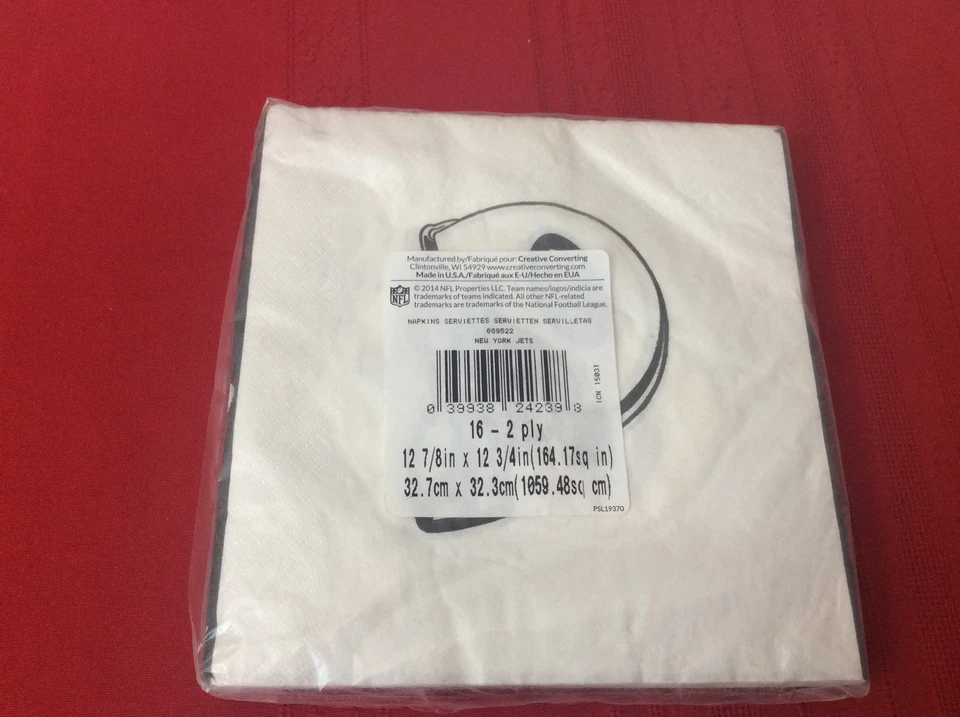 Manufactured by/Fabriqué pour: Creative Converting
Clintonville, WI 54929 www.creativeconverting.com
Made in U.S.A./Fabriqué aux E-U/Hecho en EUA
NFL
© 2014 NFL Properties LLC. Team names/logos/indicia are
trademarks of teams indicated. All other NFL-related
trademarks are trademarks of the National Football League.
NAPKINS SERVIETTES SERVIETTEN SERVILLETAS
669522
NEW YORK JETS
ICN 15031
0 39938 24239 8
16 - 2 ply
12 7/8in x 12 3/4in(164.17sq in)
32.7cm x 32.3cm(1059.48sq cm)
PSL19370